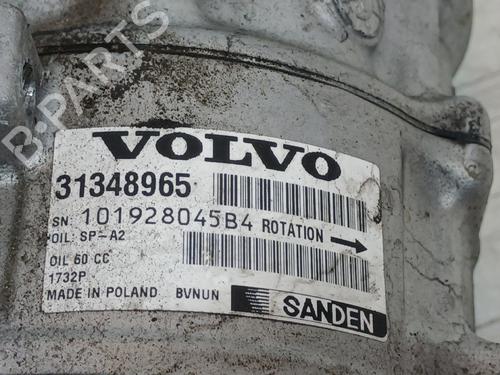 B-PARTS
VOLVO
31348965
SN. 101928045B4 ROTATION
OIL: SP-A2
OIL 60 CC
1732P
MADE IN POLAND BVNUN
SANDEN